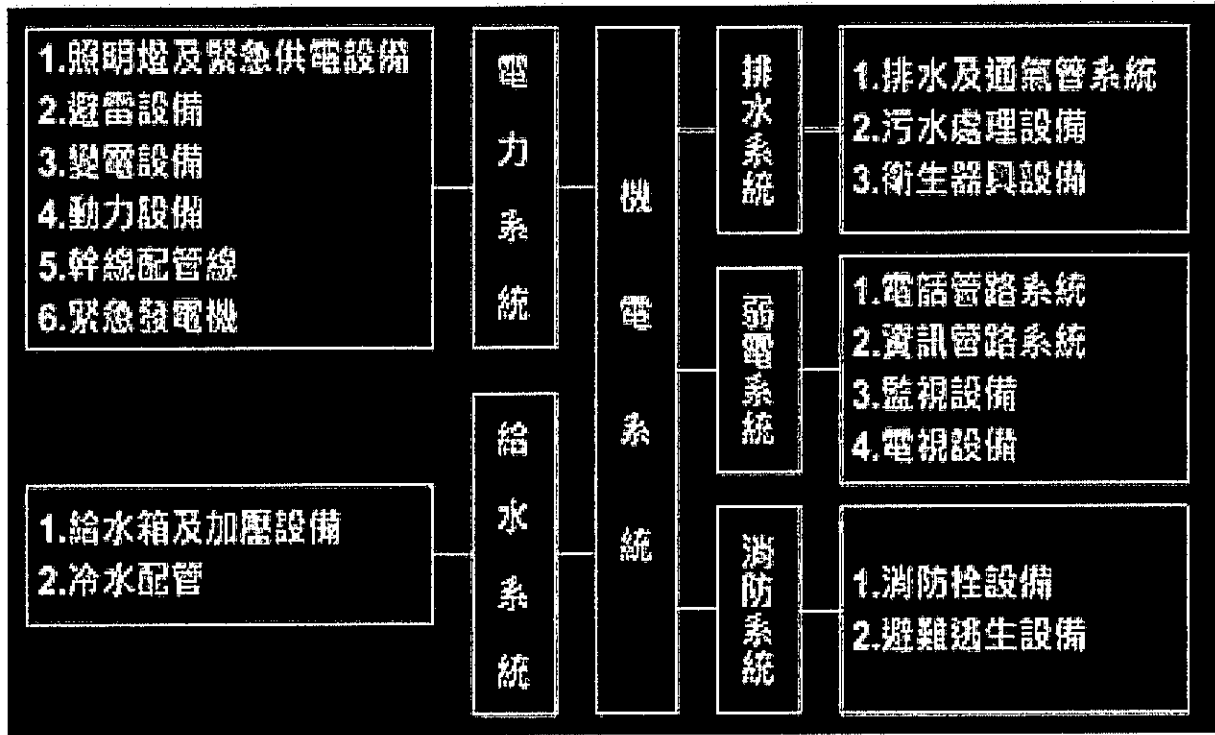 1.照明燈及緊急供電設備
2.避雷設備
3.變電設備
4.動力設備
5.幹線配管線
6.緊急發電機
電力系統
1.給水箱及加壓設備
2.冷水配管
給水系統
機電系統
排水系統
1.排水及通氣管系統
2.污水處理設備
3.衛生器具設備
弱電系統
1.電話管路系統
2.資訊管路系統
3.監視設備
4.電視設備
消防系統
1.消防栓設備
2.避難逃生設備